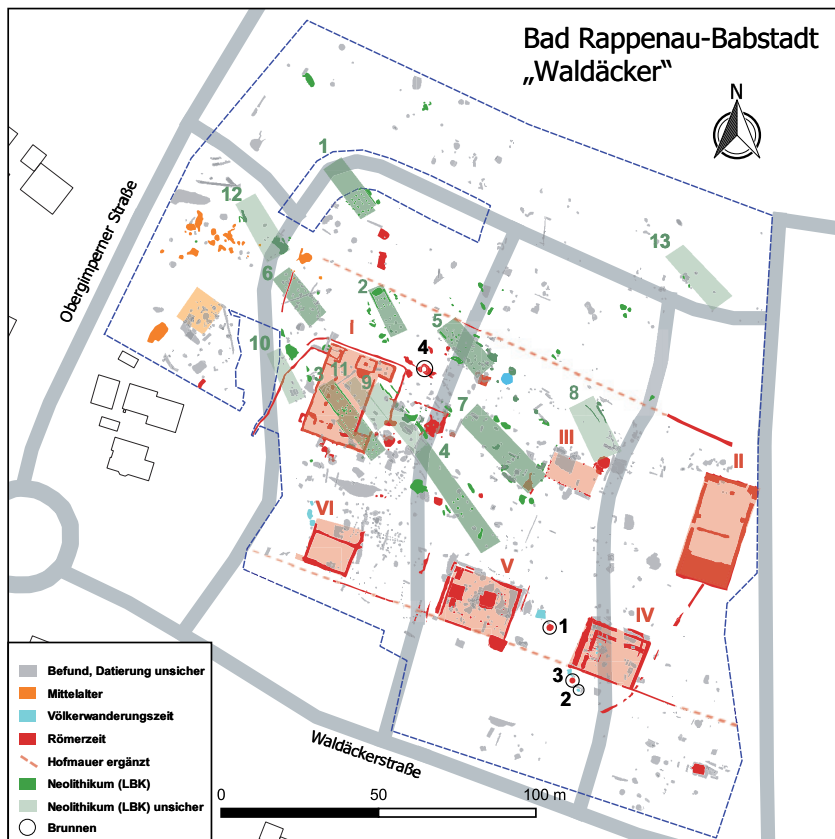 Bad Rappenau-Babstadt
„Waldäcker“
N
Obergimperner Straße
1
12
13
6
2
I
5
4
10
3
11
9
7
8
4
III
II
VI
V
1
IV
3
2
Waldäckerstraße
Befund, Datierung unsicher
Mittelalter
Völkerwanderungszeit
Römerzeit
Hofmauer ergänzt
Neolithikum (LBK)
Neolithikum (LBK) unsicher
Brunnen
0
50
100 m